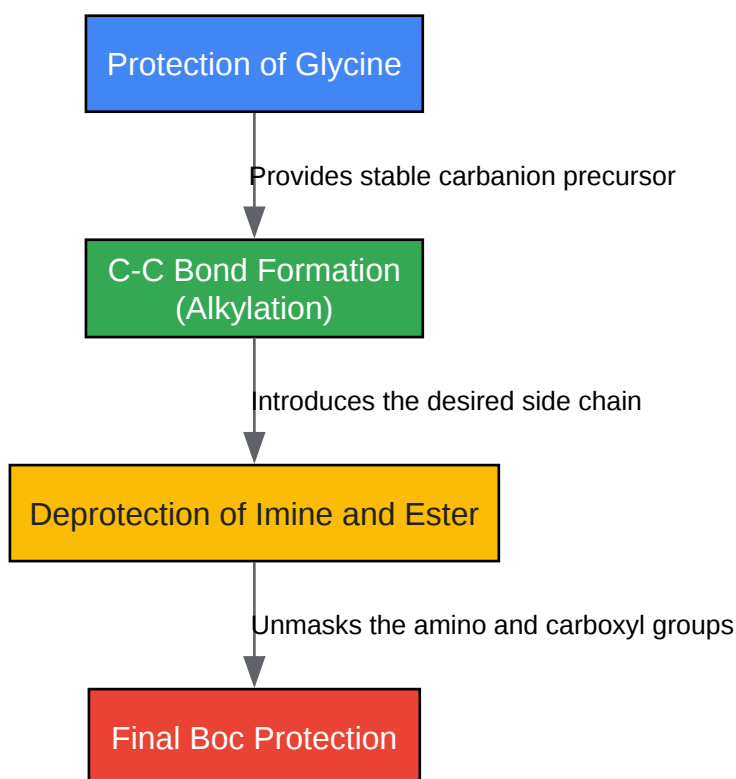 Protection of Glycine
Provides stable carbanion precursor
C-C Bond Formation
(Alkylation)
Introduces the desired side chain
Deprotection of Imine and Ester
Unmasks the amino and carboxyl groups
Final Boc Protection